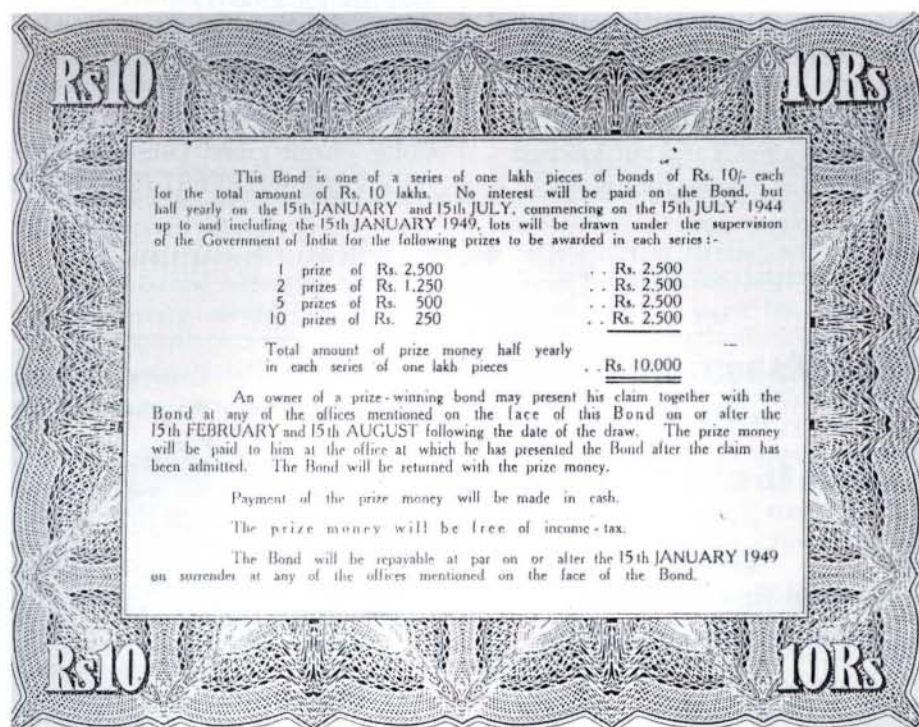 Rs10 10Rs
This Bond is one of a series of one lakh pieces of bonds of Rs. 10/- each
for the total amount of Rs. 10 lakhs. No interest will be paid on the Bond, but
half yearly on the 15th JANUARY and 15th JULY, commencing on the 15th JULY 1944
up to and including the 15th JANUARY 1949, lots will be drawn under the supervision
of the Government of India for the following prizes to be awarded in each series :-
1 prize of Rs. 2,500 . . Rs. 2,500
2 prizes of Rs. 1,250 . . Rs. 2,500
5 prizes of Rs. 500 . . Rs. 2,500
10 prizes of Rs. 250 . . Rs. 2,500
Total amount of prize money half yearly
in each series of one lakh pieces . . Rs. 10,000
An owner of a prize-winning bond may present his claim together with the
Bond at any of the offices mentioned on the face of this Bond on or after the
15th FEBRUARY and 15th AUGUST following the date of the draw. The prize money
will be paid to him at the office at which he has presented the Bond after the claim has
been admitted. The Bond will be returned with the prize money.
Payment of the prize money will be made in cash.
The prize money will be free of income-tax.
The Bond will be repayable at par on or after the 15th JANUARY 1949
on surrender at any of the offices mentioned on the face of the Bond.
Rs10 10Rs